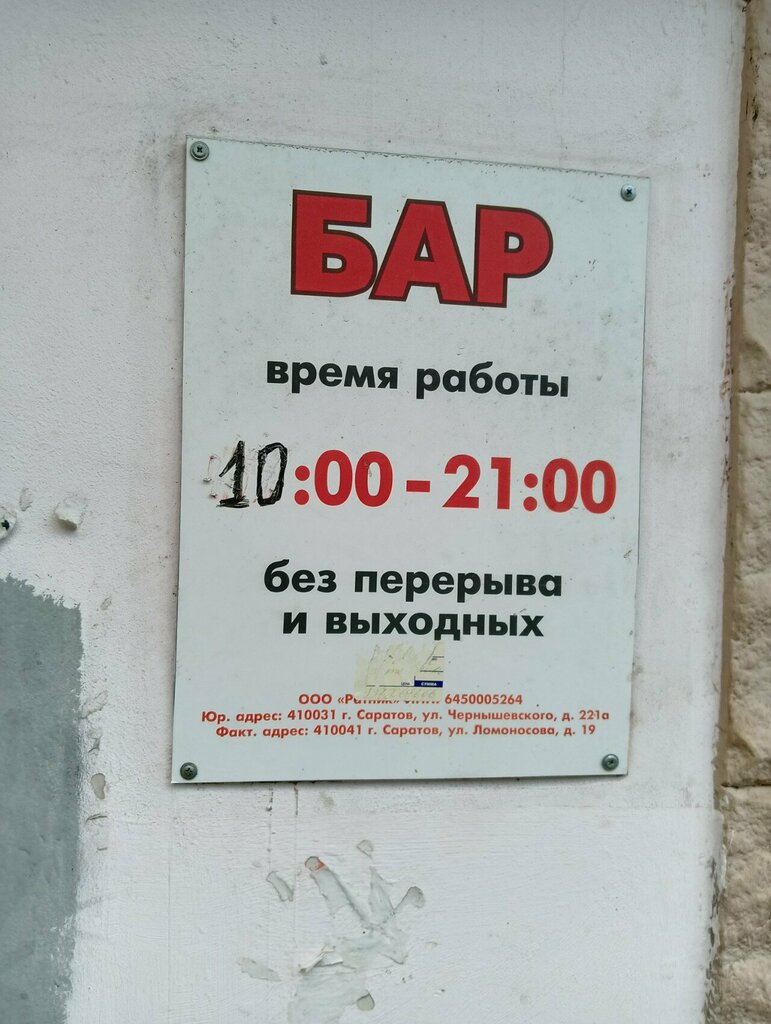 БАР
время работы
10:00 - 21:00
без перерыва
и выходных
СУММА
ООО «Ратник» ИНН: 6450005264
Юр. адрес: 410031 г. Саратов, ул. Чернышевского, д. 221а
Факт. адрес: 410041 г. Саратов, ул. Ломоносова, д. 19